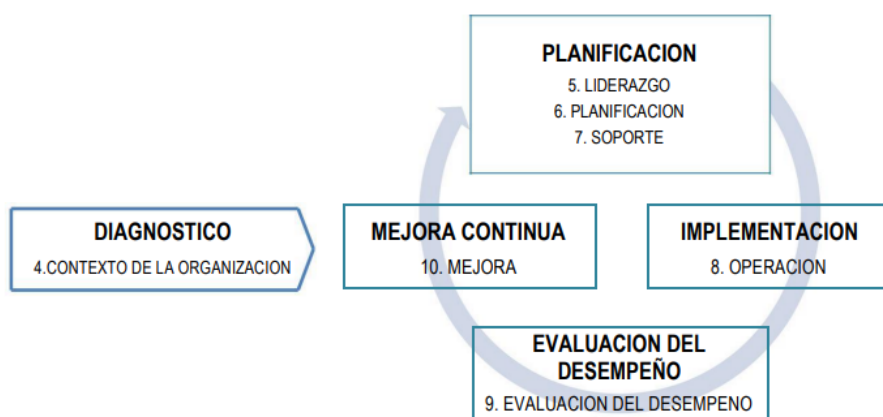 PLANIFICACION
5. LIDERAZGO
6. PLANIFICACION
7. SOPORTE
DIAGNOSTICO
4.CONTEXTO DE LA ORGANIZACION
MEJORA CONTINUA
10. MEJORA
IMPLEMENTACION
8. OPERACION
EVALUACION DEL
DESEMPEÑO
9. EVALUACION DEL DESEMPENO